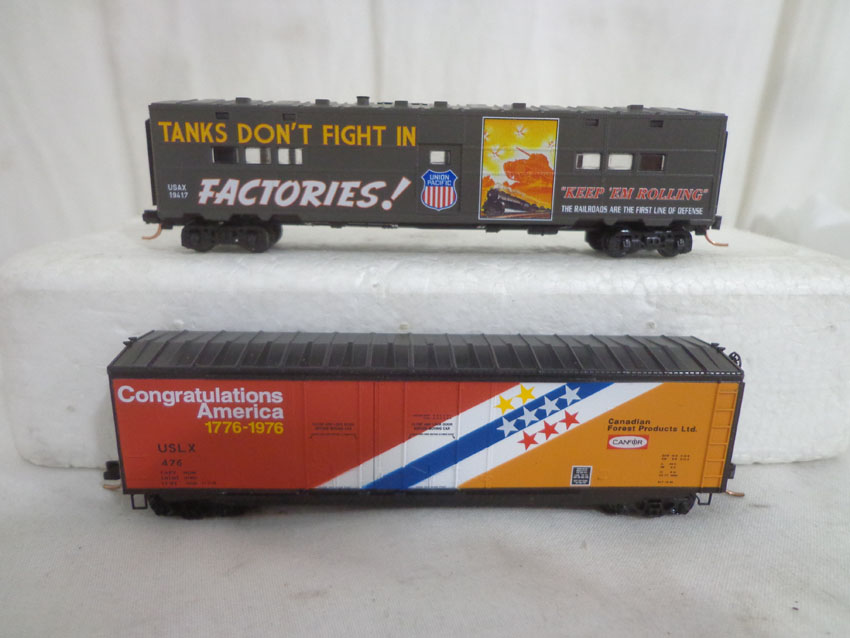 TANKS DON'T FIGHT IN
FACTORIES!
USAX
19417
UNION
PACIFIC
"KEEP 'EM ROLLING"
THE RAILROADS ARE THE FIRST LINE OF DEFENSE
Congratulations
America
1776-1976
USLX
476
Canadian
Forest Products Ltd.
CANFOR